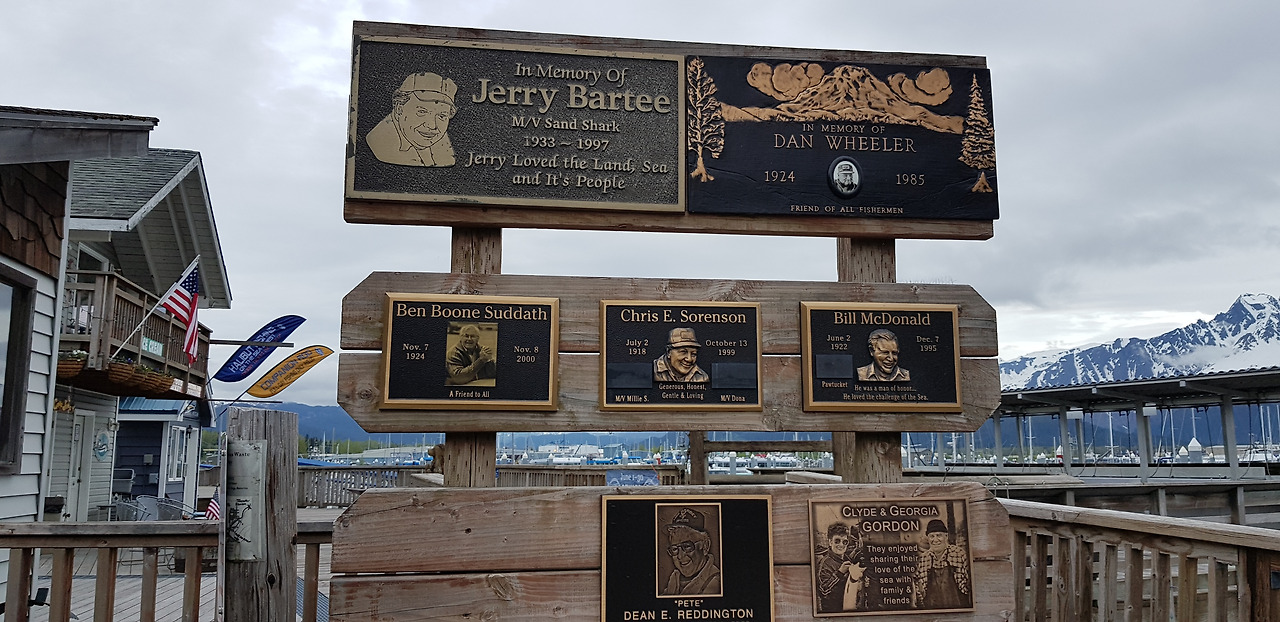 In Memory Of
Jerry Bartee
M/V Sand Shark
1933 ~ 1997
Jerry Loved the Land, Sea
and It's People
IN MEMORY OF
DAN WHEELER
1924 1985
FRIEND OF ALL FISHERMEN
Ben Boone Suddath
Nov. 7
1924
Nov. 8
2000
A Friend to All
Chris E. Sorenson
July 2
1918
October 13
1999
Generous, Honest,
Gentle & Loving
M/V Millie S.
M/V Dona
Bill McDonald
June 2
1922
Dec. 7
1995
Pawtucket
He was a man of honor...
He loved the challenge of the Sea.
"PETE"
DEAN E. REDDINGTON
CLYDE & GEORGIA
GORDON
They enjoyed
sharing their
love of the
sea with
family &
friends